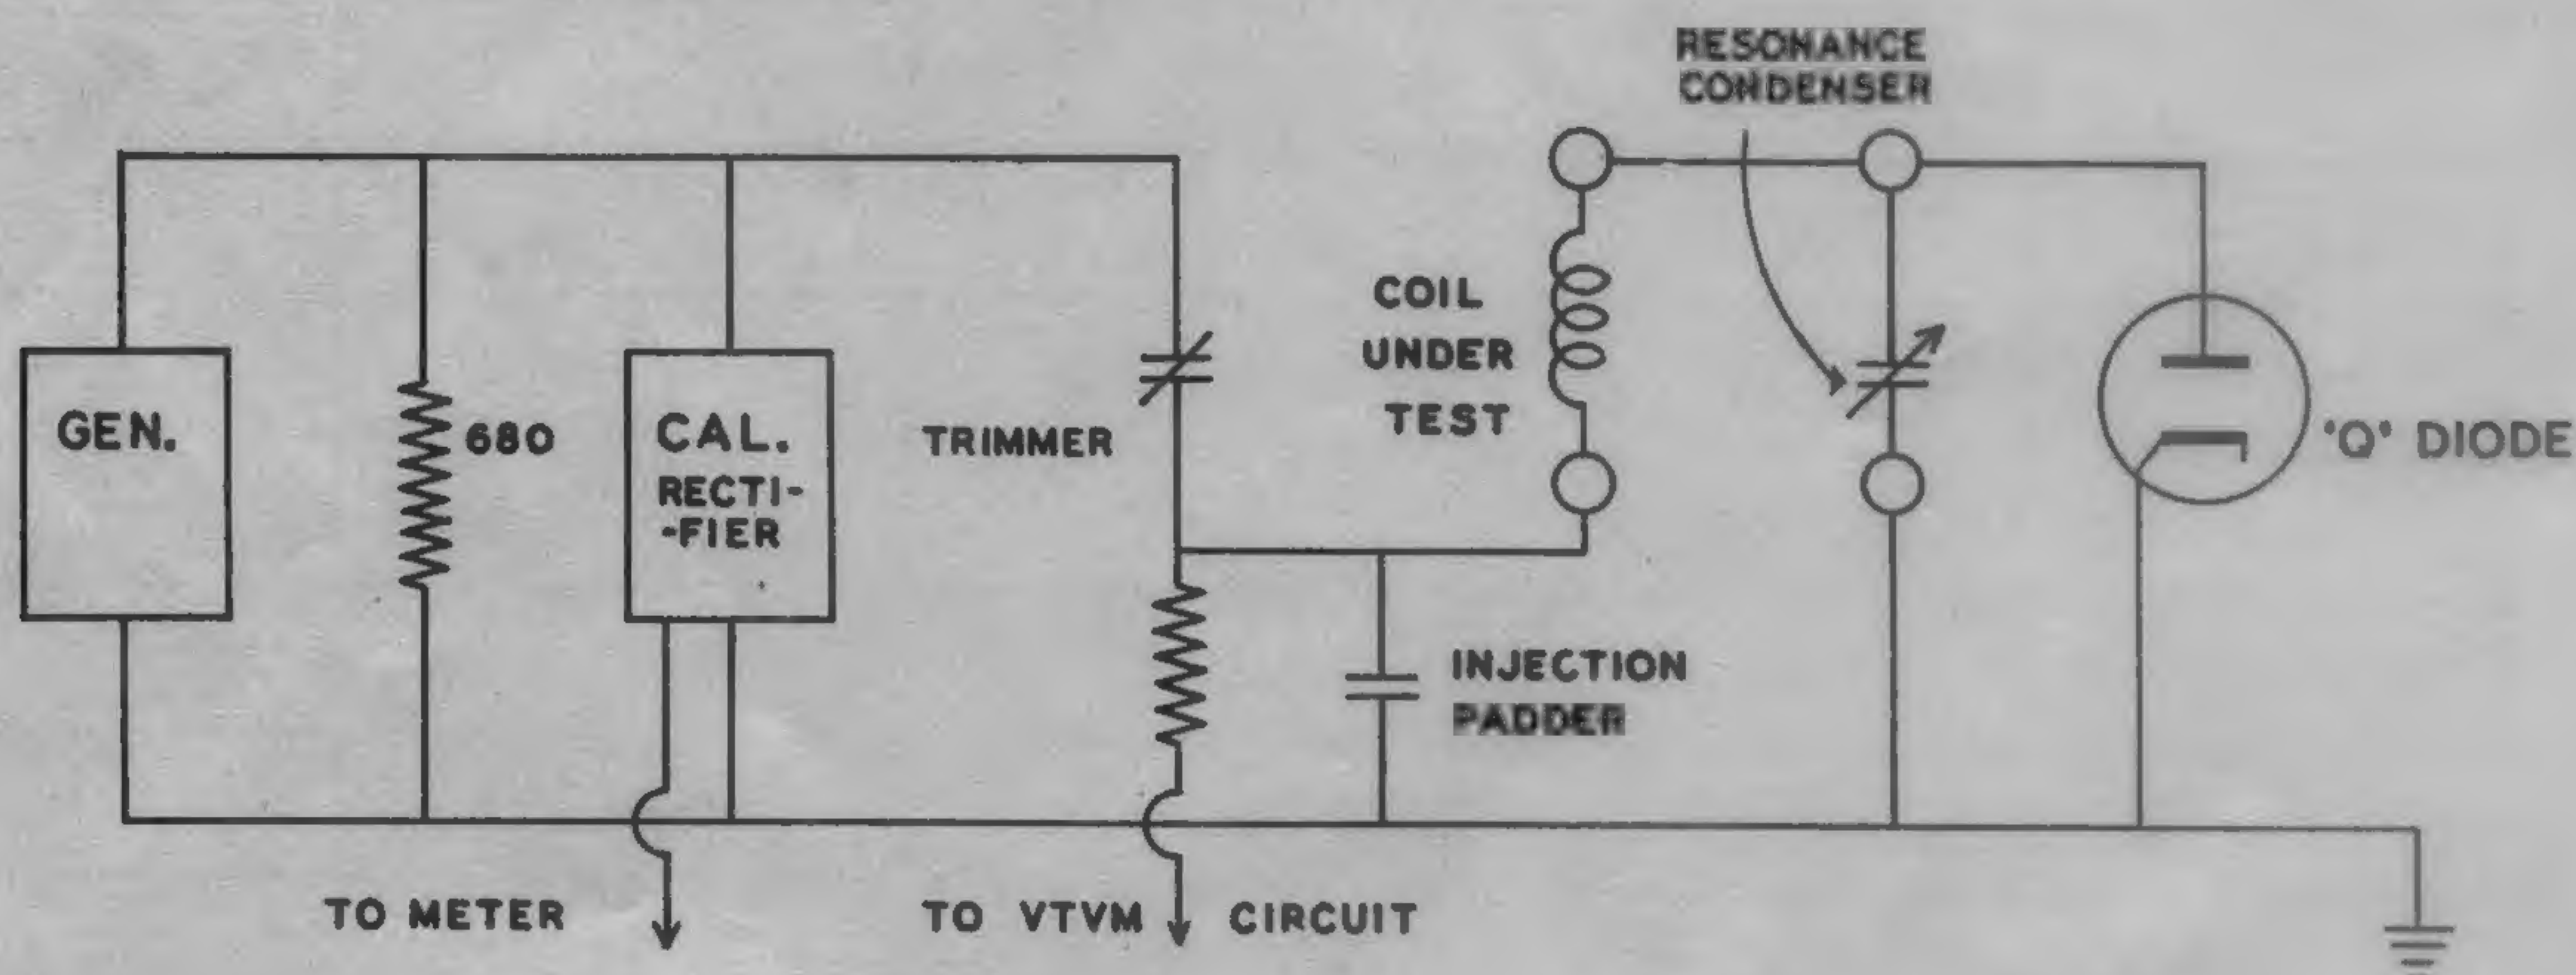 RESONANCE
CONDENSER
GEN.
680
CAL.
RECTI-
-FIER
TRIMMER
COIL
UNDER
TEST
'Q' DIODE
INJECTION
PADDER
TO METER
TO VTVM CIRCUIT